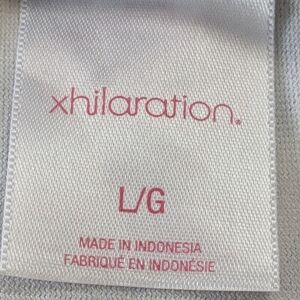 xhilaration.
L/G
MADE IN INDONESIA
FABRIQUÉ EN INDONÉSIE